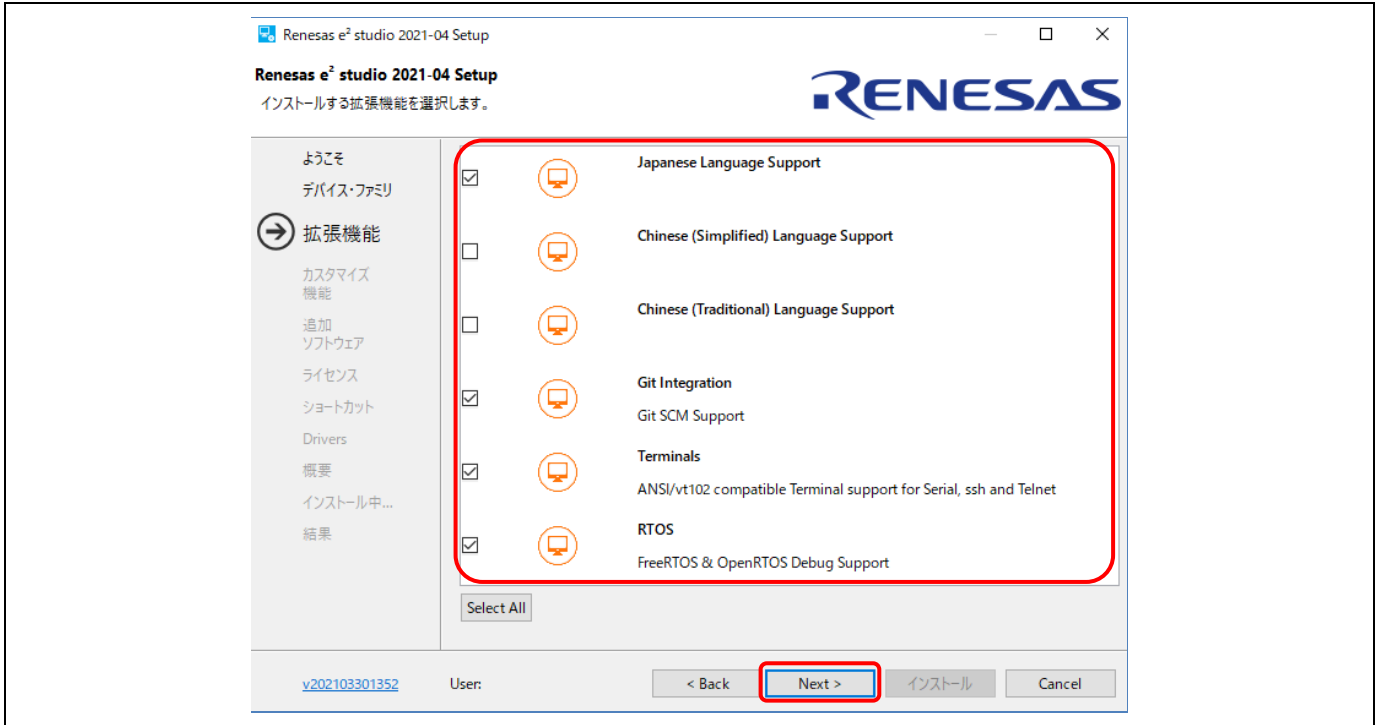 Renesas e² studio 2021-04 Setup
Renesas e² studio 2021-04 Setup
インストールする拡張機能を選択します。
RENESAS
ようこそ
デバイス・ファミリ
拡張機能
カスタマイズ
機能
追加
ソフトウェア
ライセンス
ショートカット
Drivers
概要
インストール中...
結果
Japanese Language Support
Chinese (Simplified) Language Support
Chinese (Traditional) Language Support
Git Integration
Git SCM Support
Terminals
ANSI/vt102 compatible Terminal support for Serial, ssh and Telnet
RTOS
FreeRTOS & OpenRTOS Debug Support
Select All
v202103301352
User:
< Back
Next >
インストール
Cancel